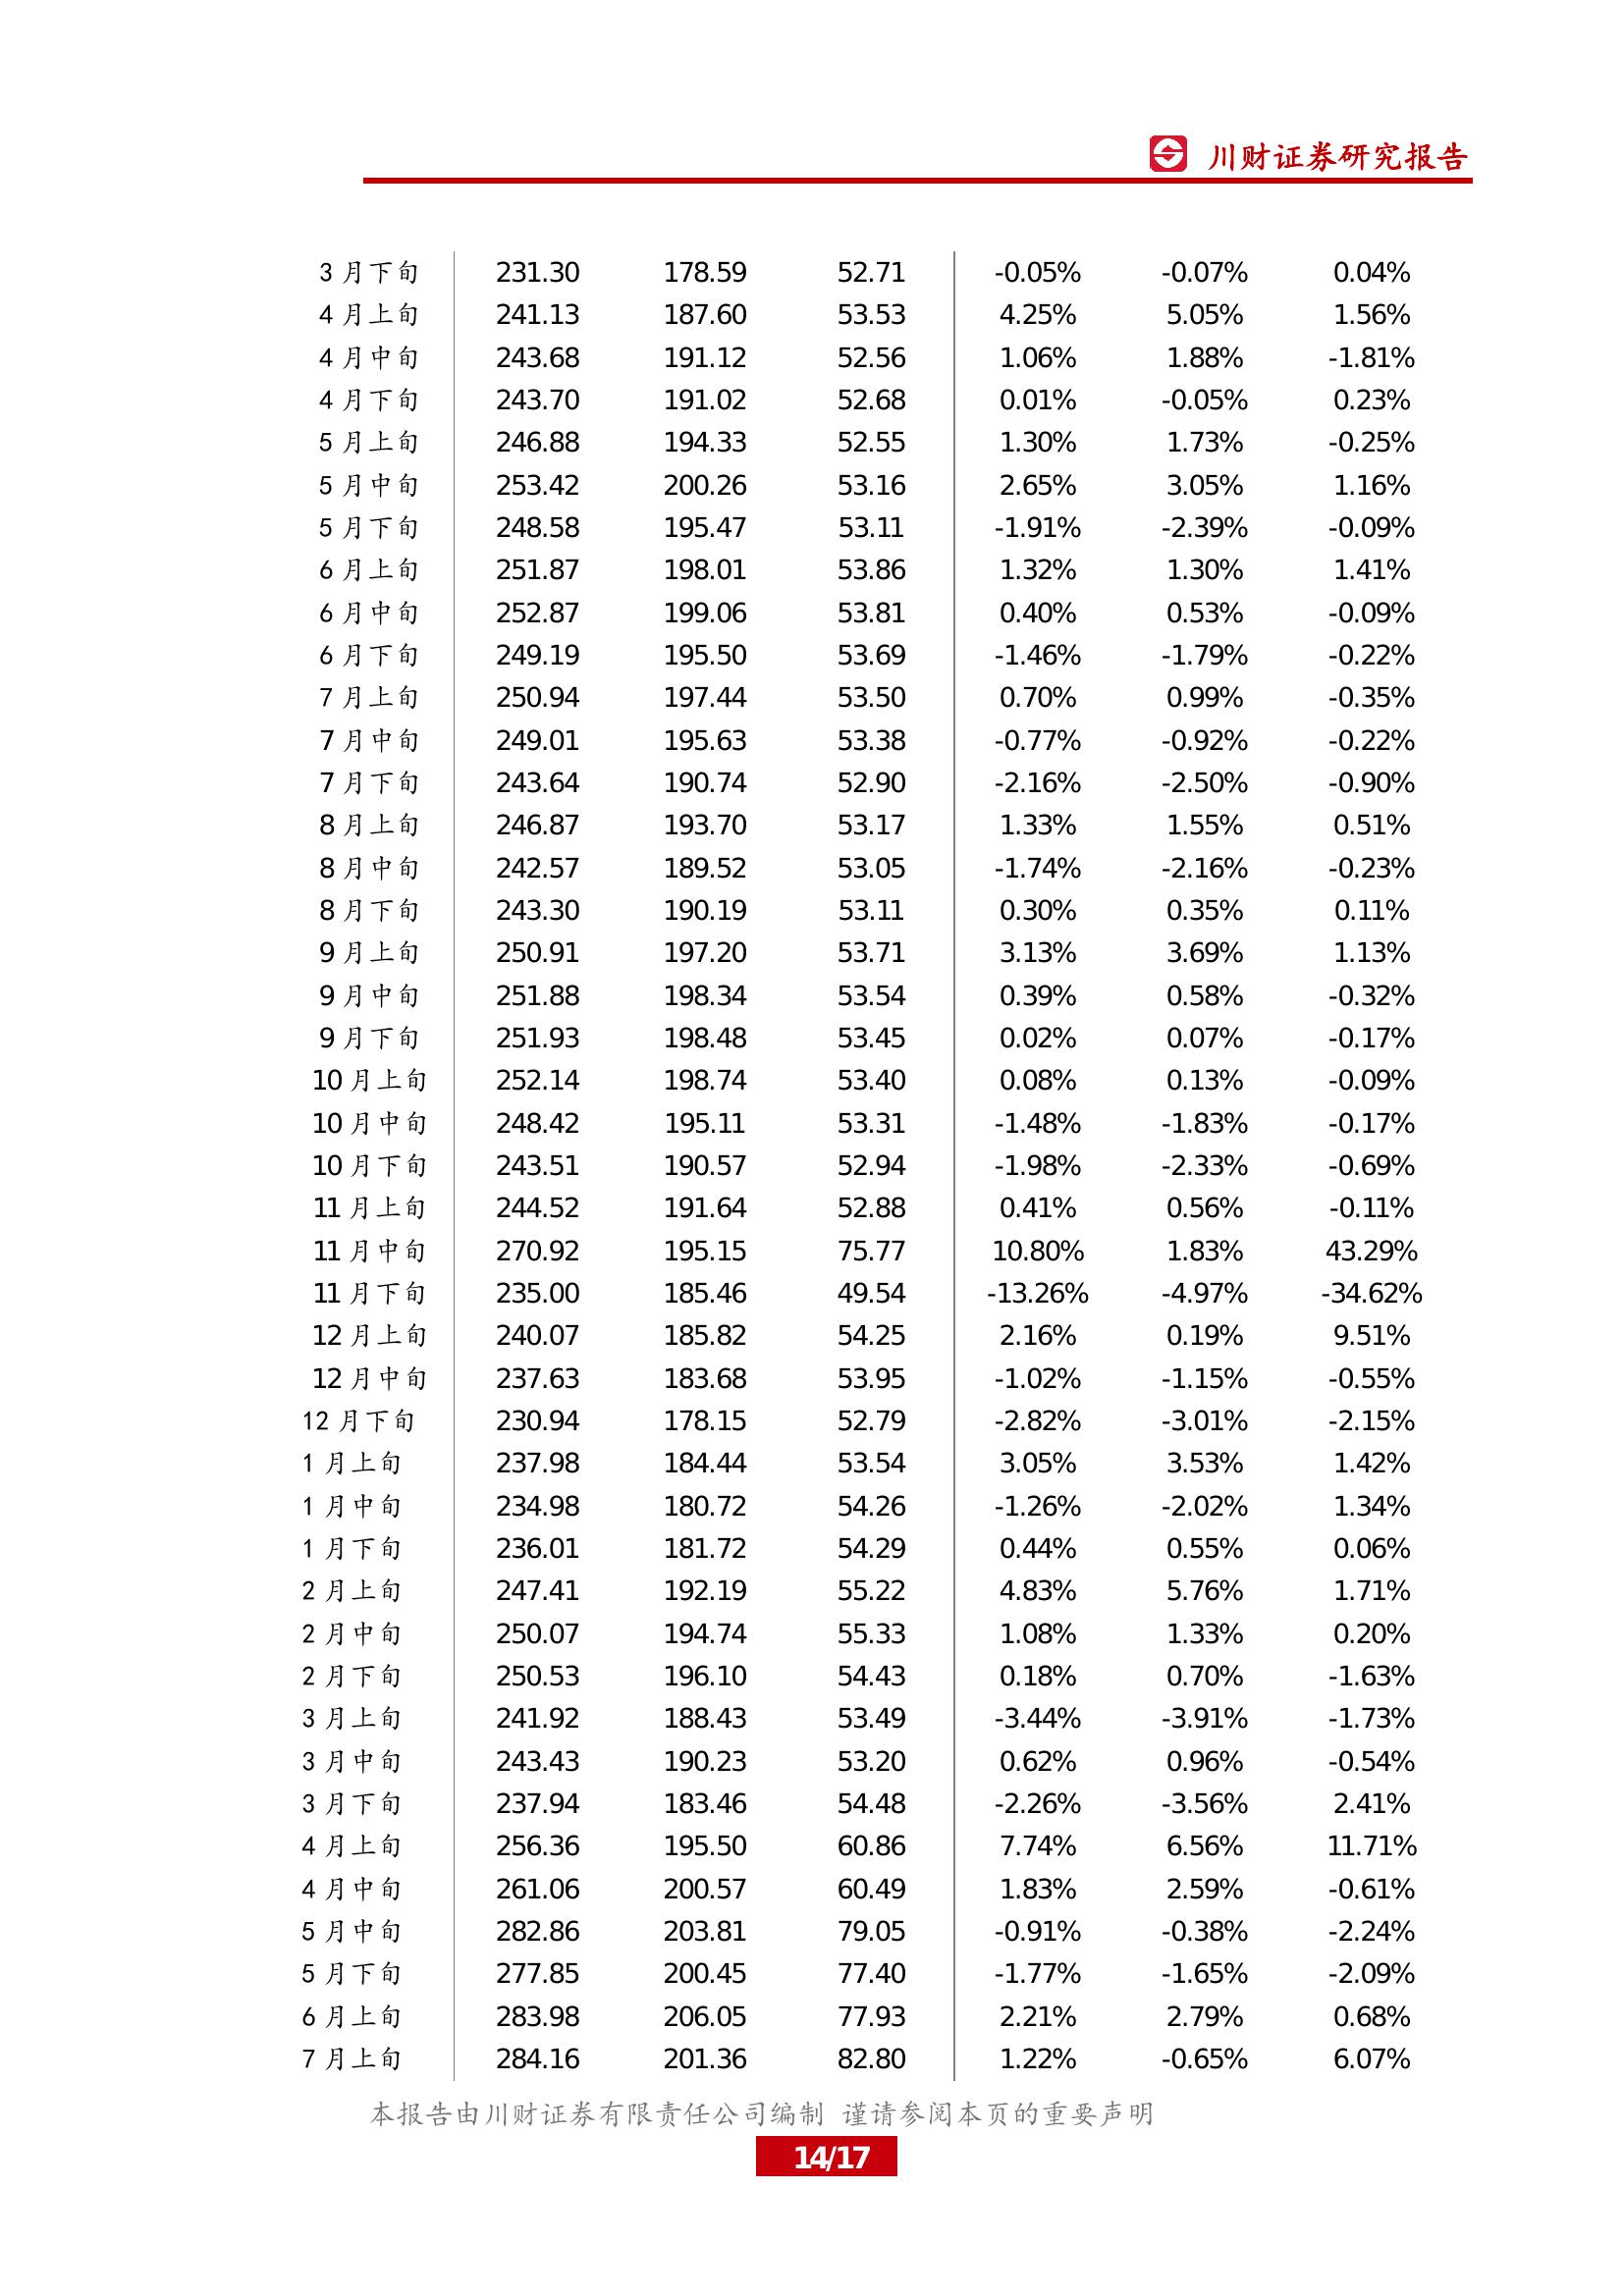 川财证券研究报告
3 月下旬 231.30 178.59 52.71 -0.05% -0.07% 0.04%
4 月上旬 241.13 187.60 53.53 4.25% 5.05% 1.56%
4 月中旬 243.68 191.12 52.56 1.06% 1.88% -1.81%
4 月下旬 243.70 191.02 52.68 0.01% -0.05% 0.23%
5 月上旬 246.88 194.33 52.55 1.30% 1.73% -0.25%
5 月中旬 253.42 200.26 53.16 2.65% 3.05% 1.16%
5 月下旬 248.58 195.47 53.11 -1.91% -2.39% -0.09%
6 月上旬 251.87 198.01 53.86 1.32% 1.30% 1.41%
6 月中旬 252.87 199.06 53.81 0.40% 0.53% -0.09%
6 月下旬 249.19 195.50 53.69 -1.46% -1.79% -0.22%
7 月上旬 250.94 197.44 53.50 0.70% 0.99% -0.35%
7 月中旬 249.01 195.63 53.38 -0.77% -0.92% -0.22%
7 月下旬 243.64 190.74 52.90 -2.16% -2.50% -0.90%
8 月上旬 246.87 193.70 53.17 1.33% 1.55% 0.51%
8 月中旬 242.57 189.52 53.05 -1.74% -2.16% -0.23%
8 月下旬 243.30 190.19 53.11 0.30% 0.35% 0.11%
9 月上旬 250.91 197.20 53.71 3.13% 3.69% 1.13%
9 月中旬 251.88 198.34 53.54 0.39% 0.58% -0.32%
9 月下旬 251.93 198.48 53.45 0.02% 0.07% -0.17%
10 月上旬 252.14 198.74 53.40 0.08% 0.13% -0.09%
10 月中旬 248.42 195.11 53.31 -1.48% -1.83% -0.17%
10 月下旬 243.51 190.57 52.94 -1.98% -2.33% -0.69%
11 月上旬 244.52 191.64 52.88 0.41% 0.56% -0.11%
11 月中旬 270.92 195.15 75.77 10.80% 1.83% 43.29%
11 月下旬 235.00 185.46 49.54 -13.26% -4.97% -34.62%
12 月上旬 240.07 185.82 54.25 2.16% 0.19% 9.51%
12 月中旬 237.63 183.68 53.95 -1.02% -1.15% -0.55%
12 月下旬 230.94 178.15 52.79 -2.82% -3.01% -2.15%
1 月上旬 237.98 184.44 53.54 3.05% 3.53% 1.42%
1 月中旬 234.98 180.72 54.26 -1.26% -2.02% 1.34%
1 月下旬 236.01 181.72 54.29 0.44% 0.55% 0.06%
2 月上旬 247.41 192.19 55.22 4.83% 5.76% 1.71%
2 月中旬 250.07 194.74 55.33 1.08% 1.33% 0.20%
2 月下旬 250.53 196.10 54.43 0.18% 0.70% -1.63%
3 月上旬 241.92 188.43 53.49 -3.44% -3.91% -1.73%
3 月中旬 243.43 190.23 53.20 0.62% 0.96% -0.54%
3 月下旬 237.94 183.46 54.48 -2.26% -3.56% 2.41%
4 月上旬 256.36 195.50 60.86 7.74% 6.56% 11.71%
4 月中旬 261.06 200.57 60.49 1.83% 2.59% -0.61%
5 月中旬 282.86 203.81 79.05 -0.91% -0.38% -2.24%
5 月下旬 277.85 200.45 77.40 -1.77% -1.65% -2.09%
6 月上旬 283.98 206.05 77.93 2.21% 2.79% 0.68%
7 月上旬 284.16 201.36 82.80 1.22% -0.65% 6.07%
本报告由川财证券有限责任公司编制 谨请参阅本页的重要声明
14/17